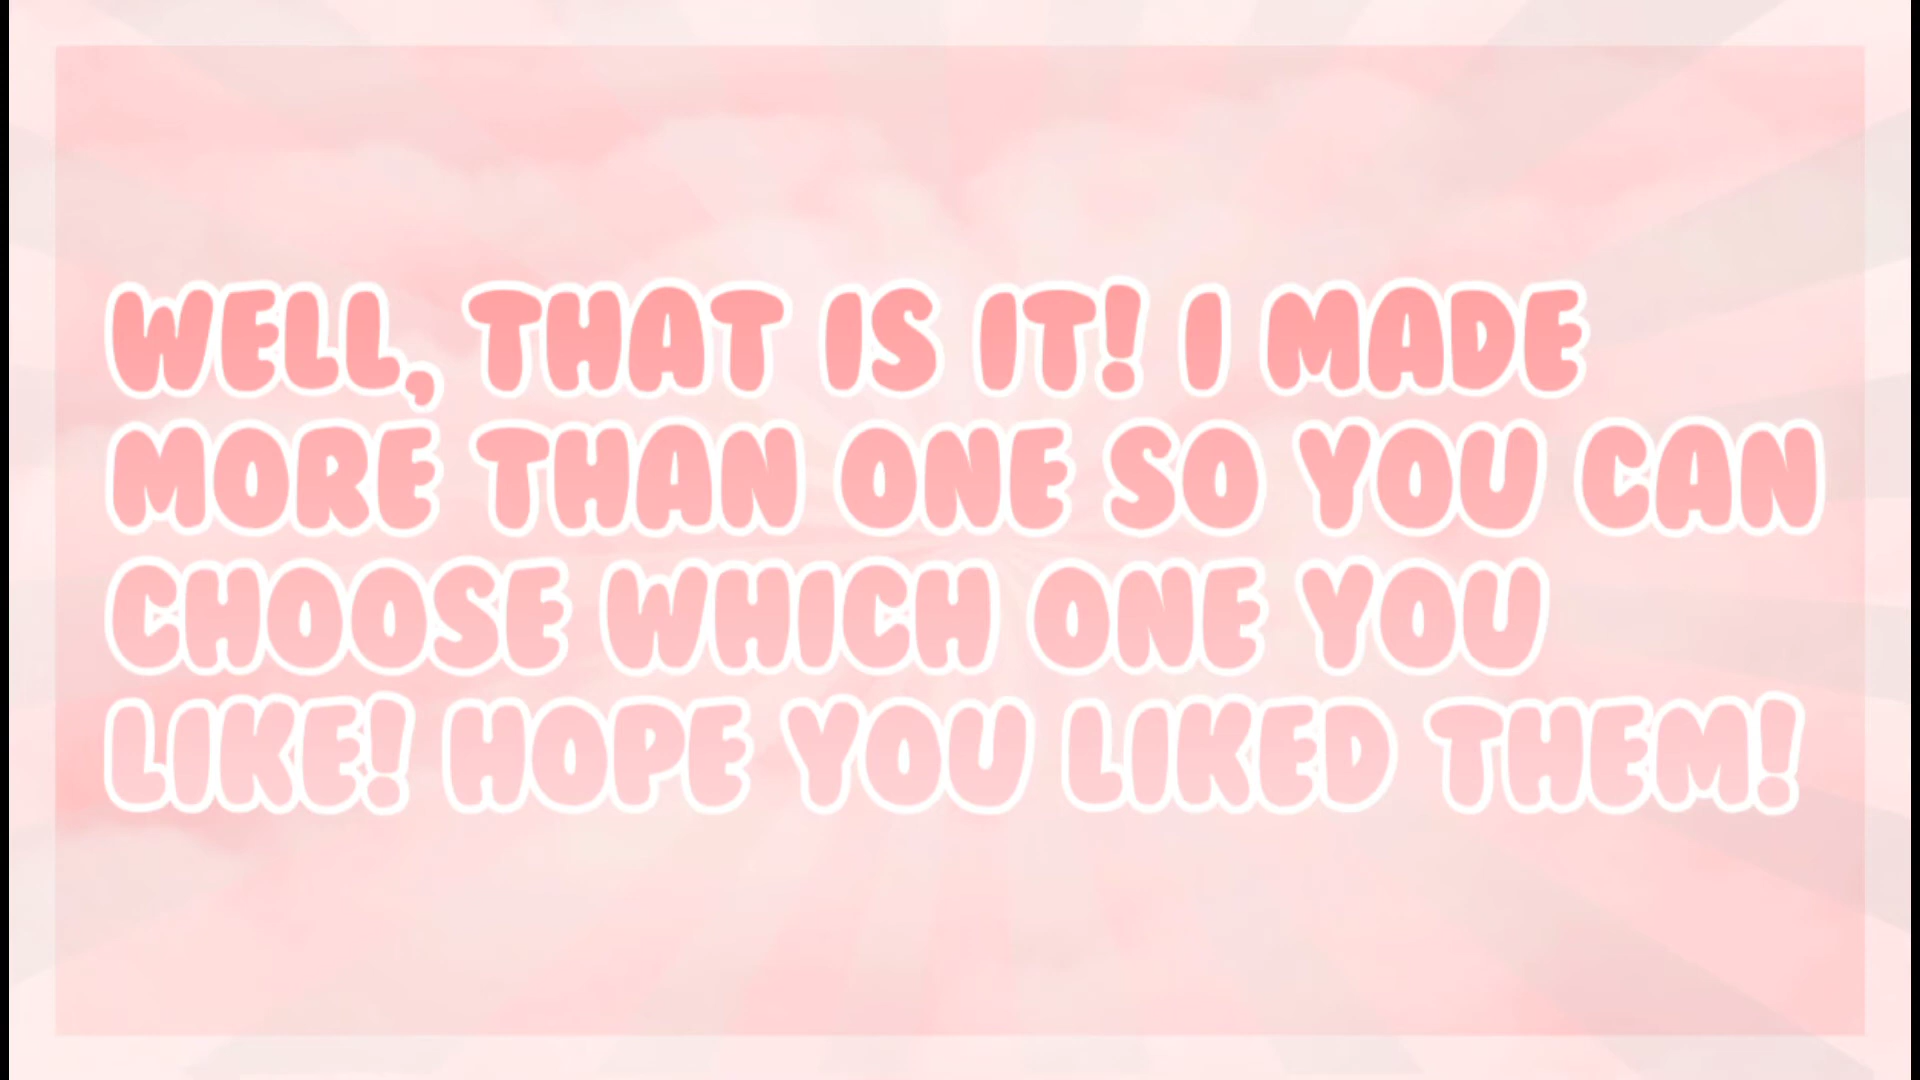 WELL, THAT IS IT! I MADE
MORE THAN ONE SO YOU CAN
CHOOSE WHICH ONE YOU
LIKE! HOPE YOU LIKED THEM!